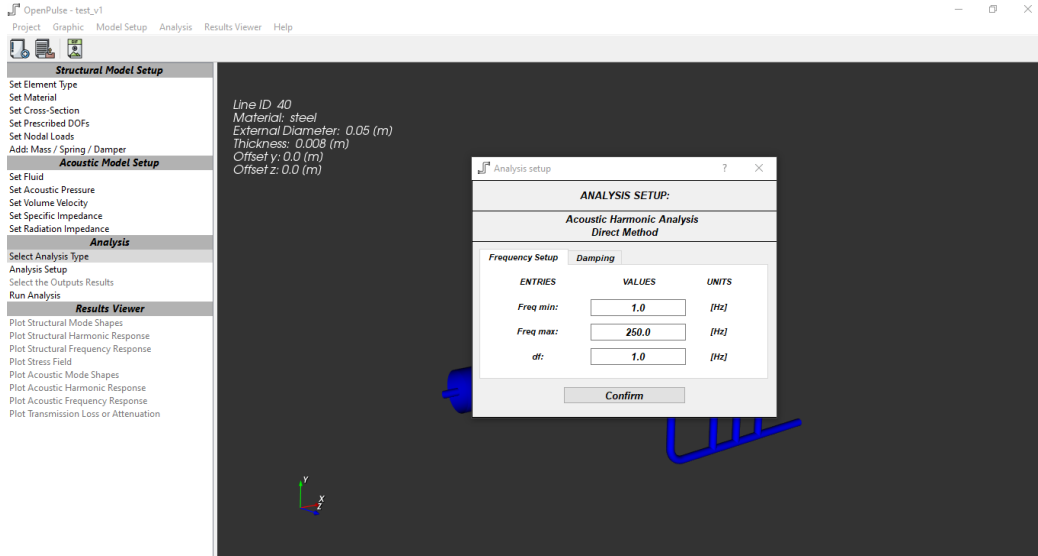 OpenPulse - test_v1
Project Graphic Model Setup Analysis Results Viewer Help
Structural Model Setup
Set Element Type
Set Material
Set Cross-Section
Set Prescribed DOFs
Set Nodal Loads
Add: Mass / Spring / Damper
Acoustic Model Setup
Set Fluid
Set Acoustic Pressure
Set Volume Velocity
Set Specific Impedance
Set Radiation Impedance
Analysis
Select Analysis Type
Analysis Setup
Select the Outputs Results
Run Analysis
Results Viewer
Plot Structural Mode Shapes
Plot Structural Harmonic Response
Plot Structural Frequency Response
Plot Stress Field
Plot Acoustic Mode Shapes
Plot Acoustic Harmonic Response
Plot Acoustic Frequency Response
Plot Transmission Loss or Attenuation
Line ID 40
Material: steel
External Diameter: 0.05 (m)
Thickness: 0.008 (m)
Offset y: 0.0 (m)
Offset z: 0.0 (m)
Analysis setup ?
ANALYSIS SETUP:
Acoustic Harmonic Analysis
Direct Method
Frequency Setup Damping
ENTRIES VALUES UNITS
Freq min: 1.0 [Hz]
Freq max: 250.0 [Hz]
df: 1.0 [Hz]
Confirm
Y
X
Z